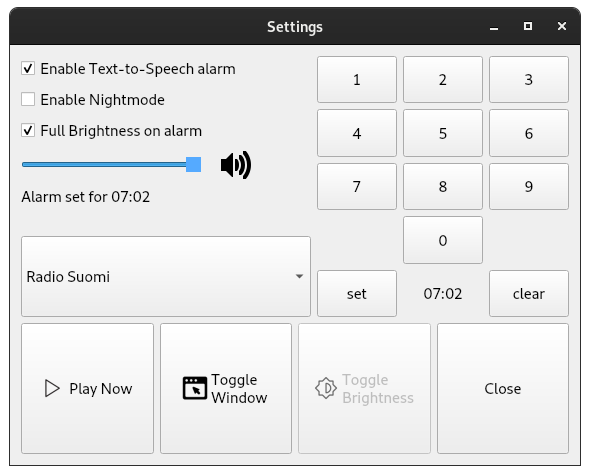 Settings
Enable Text-to-Speech alarm
Enable Nightmode
Full Brightness on alarm
Alarm set for 07:02
Radio Suomi
1 2 3
4 5 6
7 8 9
0
set 07:02 clear
Play Now
Toggle
Window
Toggle
Brightness
Close